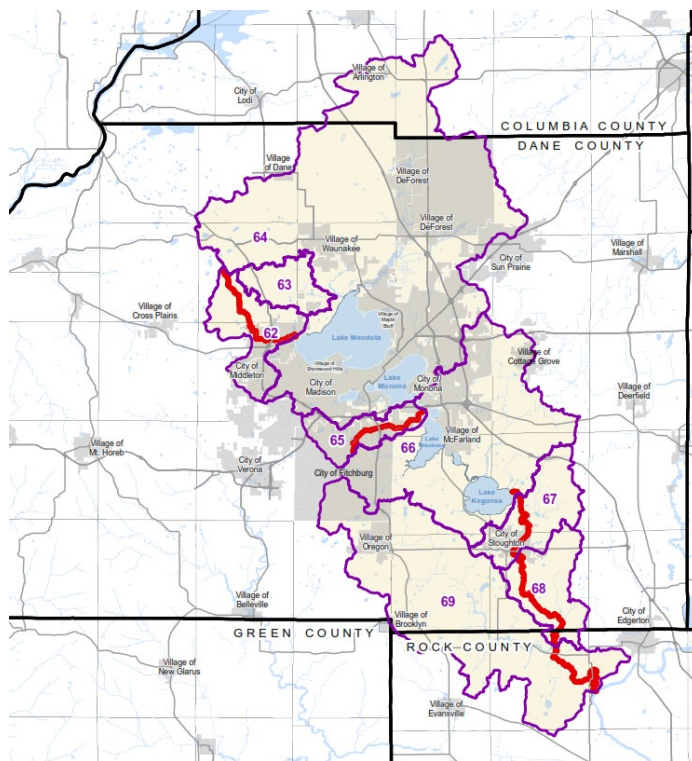 Village of
Arlington
City of
Lodi
COLUMBIA COUNTY
DANE COUNTY
Village
of Dane
Village of
DeForest
Village of
DeForest
64
Village of
Waunakee
City of
Sun Prairie
Village of
Marshall
63
Village of
Cross Plains
62
Village of
Maple
Bluff
Lake Mendota
Village of
Shorewood Hills
City of
Middleton
City of
Madison
Lake
Monona
City of
Monona
Village of
Cottage Grove
Village of
Deerfield
65
66
Village of
McFarland
Lake
Waubesa
Village of
Mt. Horeb
City of
Verona
City of Fitchburg
Lake
Kegonsa
67
City of
Stoughton
Village of
Oregon
68
69
Village of
Belleville
Village of
Brooklyn
City of
Edgerton
GREEN COUNTY
ROCK COUNTY
Village of
New Glarus
Village of
Evansville